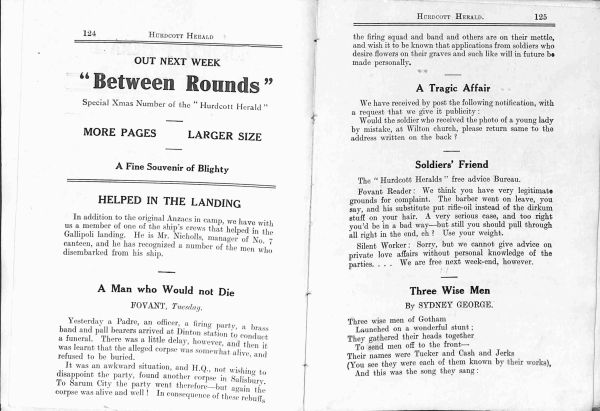 124
HURDCOTT HERALD
OUT NEXT WEEK
"Between Rounds"
Special Xmas Number of the "Hurdcott Herald"
MORE PAGES LARGER SIZE
A Fine Souvenir of Blighty
HELPED IN THE LANDING
In addition to the original Anzacs in camp, we have with
us a member of one of the ship's crews that helped in the
Gallipoli landing. He is Mr. Nicholls, manager of No. 7
canteen, and he has recognized a number of the men who
disembarked from his ship.
A Man who Would not Die
FOVANT, Tuesday.
Yesterday a Padre, an officer, a firing party, a brass
band and pall bearers arrived at Dinton station to conduct
a funeral. There was a little delay, however, and then it
was learnt that the alleged corpse was somewhat alive, and
refused to be buried.
It was an awkward situation, and H.Q., not wishing to
disappoint the party, found another corpse in Salisbury.
To Sarum City the party went therefore—but again the
corpse was alive and well ! In consequence of these rebuffs
HURDCOTT HERALD.
125
the firing squad and band and others are on their mettle,
and wish it to be known that applications from soldiers who
desire flowers on their graves and such like will in future be
made personally.
A Tragic Affair
We have received by post the following notification, with
a request that we give it publicity :
Would the soldier who received the photo of a young lady
by mistake, at Wilton church, please return same to the
address written on the back ?
Soldiers' Friend
The "Hurdcott Heralds" free advice Bureau.
Fovant Reader : We think you have very legitimate
grounds for complaint. The barber went on leave, you
say, and his substitute put rifle-oil instead of the dirkum
stuff on your hair. A very serious case, and too right
you'd be in a bad way—but still you should pull through
all right in the end, eh ? Use your weight.
Silent Worker : Sorry, but we cannot give advice on
private love affairs without personal knowledge of the
parties. . . . We are free next week-end, however.
Three Wise Men
By SYDNEY GEORGE.
Three wise men of Gotham
Launched on a wonderful stunt ;
They gathered their heads together
To send men off to the front—
Their names were Tucker and Cash and Jerks
(You see they were each of them known by their works),
And this was the song they sang :